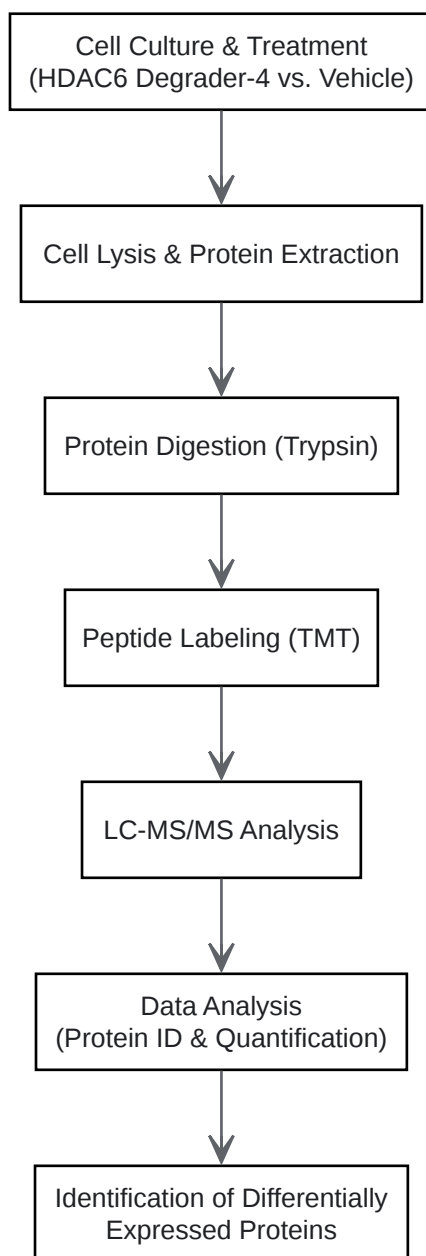 Cell Culture & Treatment
(HDAC6 Degrader-4 vs. Vehicle)
Cell Lysis & Protein Extraction
Protein Digestion (Trypsin)
Peptide Labeling (TMT)
LC-MS/MS Analysis
Data Analysis
(Protein ID & Quantification)
Identification of Differentially
Expressed Proteins